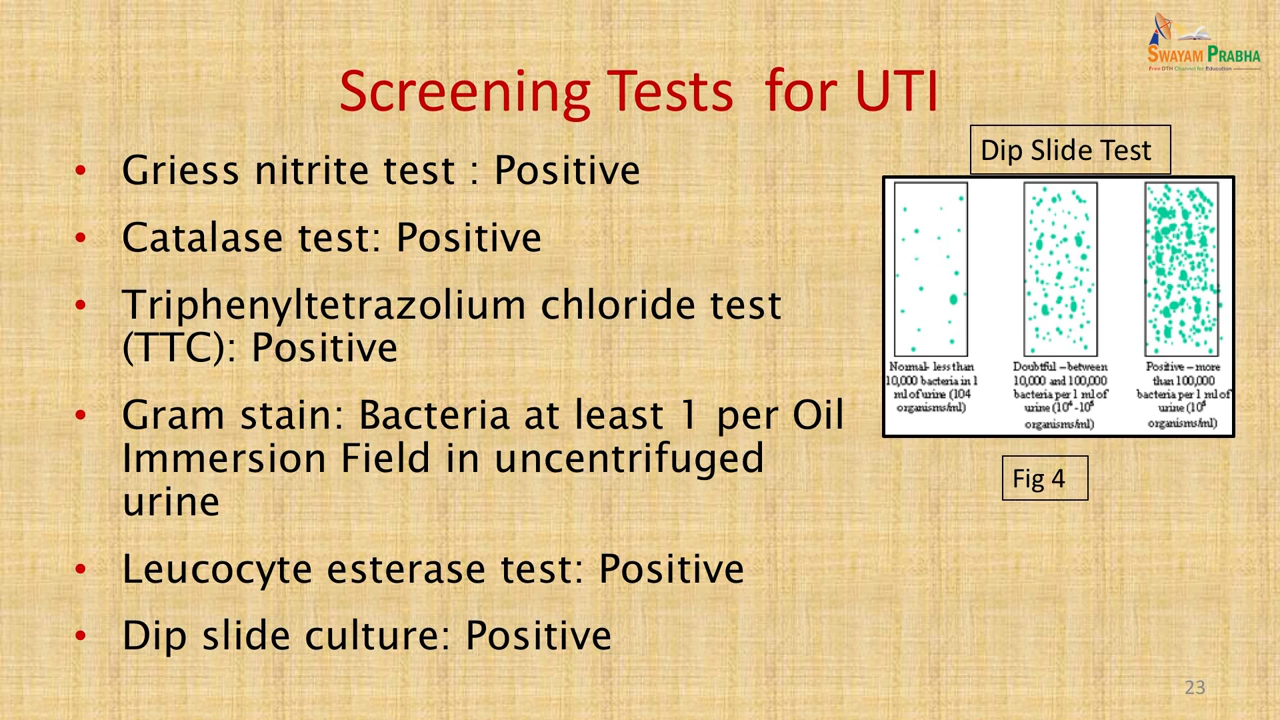 SWAYAM PRABHA
Free DTH Channel for Education
Screening Tests for UTI
• Griess nitrite test : Positive
• Catalase test: Positive
• Triphenyltetrazolium chloride test
(TTC): Positive
• Gram stain: Bacteria at least 1 per Oil
Immersion Field in uncentrifuged
urine
• Leucocyte esterase test: Positive
• Dip slide culture: Positive
Dip Slide Test
Normal- less than
10,000 bacteria in 1
ml of urine (104
organisms/ml)
Doubtful – between
10,000 and 100,000
bacteria per 1 ml of
urine (10⁴ -10⁵
organisms/ml)
Positive – more
than 100,000
bacteria per 1 ml of
urine (10⁵
organisms/ml)
Fig 4
23